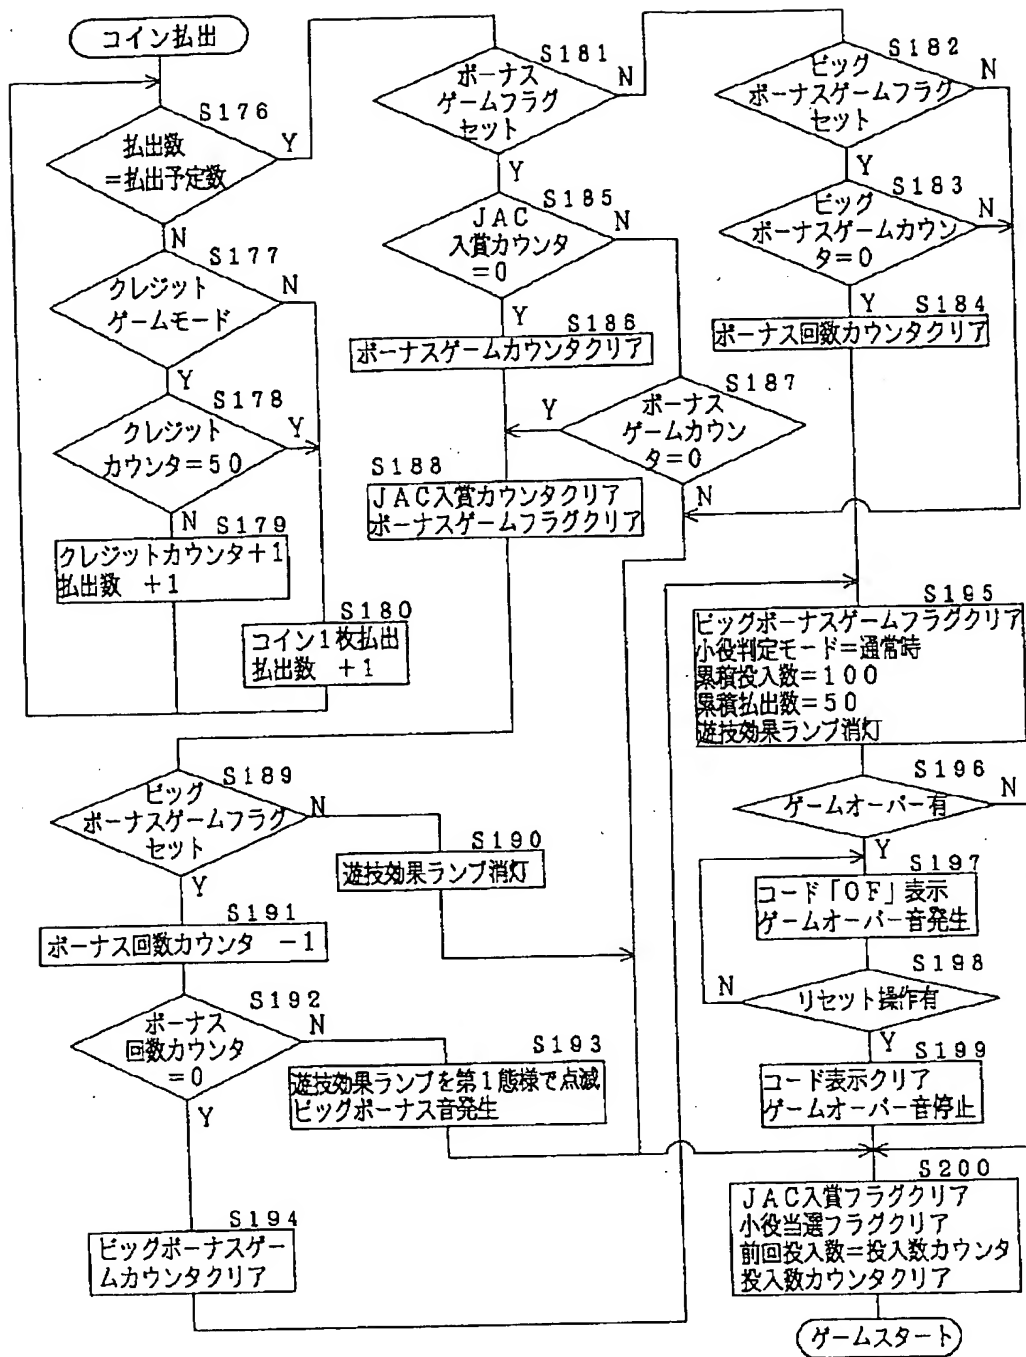 コイン払出
S176
払出数
=払出予定数
Y
N
S177
クレジット
ゲームモード
N
Y
S178
クレジット
カウンタ=50
Y
N
S179
クレジットカウンタ+1
払出数 +1
S180
コイン1枚払出
払出数 +1
S181
ボーナス
ゲームフラグ
セット
N
Y
S182
ビッグ
ボーナスゲームフラグ
セット
N
Y
S183
ビッグ
ボーナスゲームカウン
タ=0
N
Y
S184
ボーナス回数カウンタクリア
S185
JAC
入賞カウンタ
=0
N
Y
S186
ボーナスゲームカウンタクリア
S187
ボーナス
ゲームカウン
タ=0
Y
N
S188
JAC入賞カウンタクリア
ボーナスゲームフラグクリア
S189
ビッグ
ボーナスゲームフラグ
セット
N
Y
S190
遊技効果ランプ消灯
S191
ボーナス回数カウンタ -1
S192
ボーナス
回数カウンタ
=0
N
Y
S193
遊技効果ランプを第1態様で点滅
ビッグボーナス音発生
S194
ビッグボーナスゲー
ムカウンタクリア
S195
ビッグボーナスゲームフラグクリア
小役判定モード=通常時
累積投入数=100
累積払出数=50
遊技効果ランプ消灯
S196
ゲームオーバー有
N
Y
S197
コード「OF」表示
ゲームオーバー音発生
S198
リセット操作有
N
Y
S199
コード表示クリア
ゲームオーバー音停止
S200
JAC入賞フラグクリア
小役当選フラグクリア
前回投入数=投入数カウンタ
投入数カウンタクリア
ゲームスタート